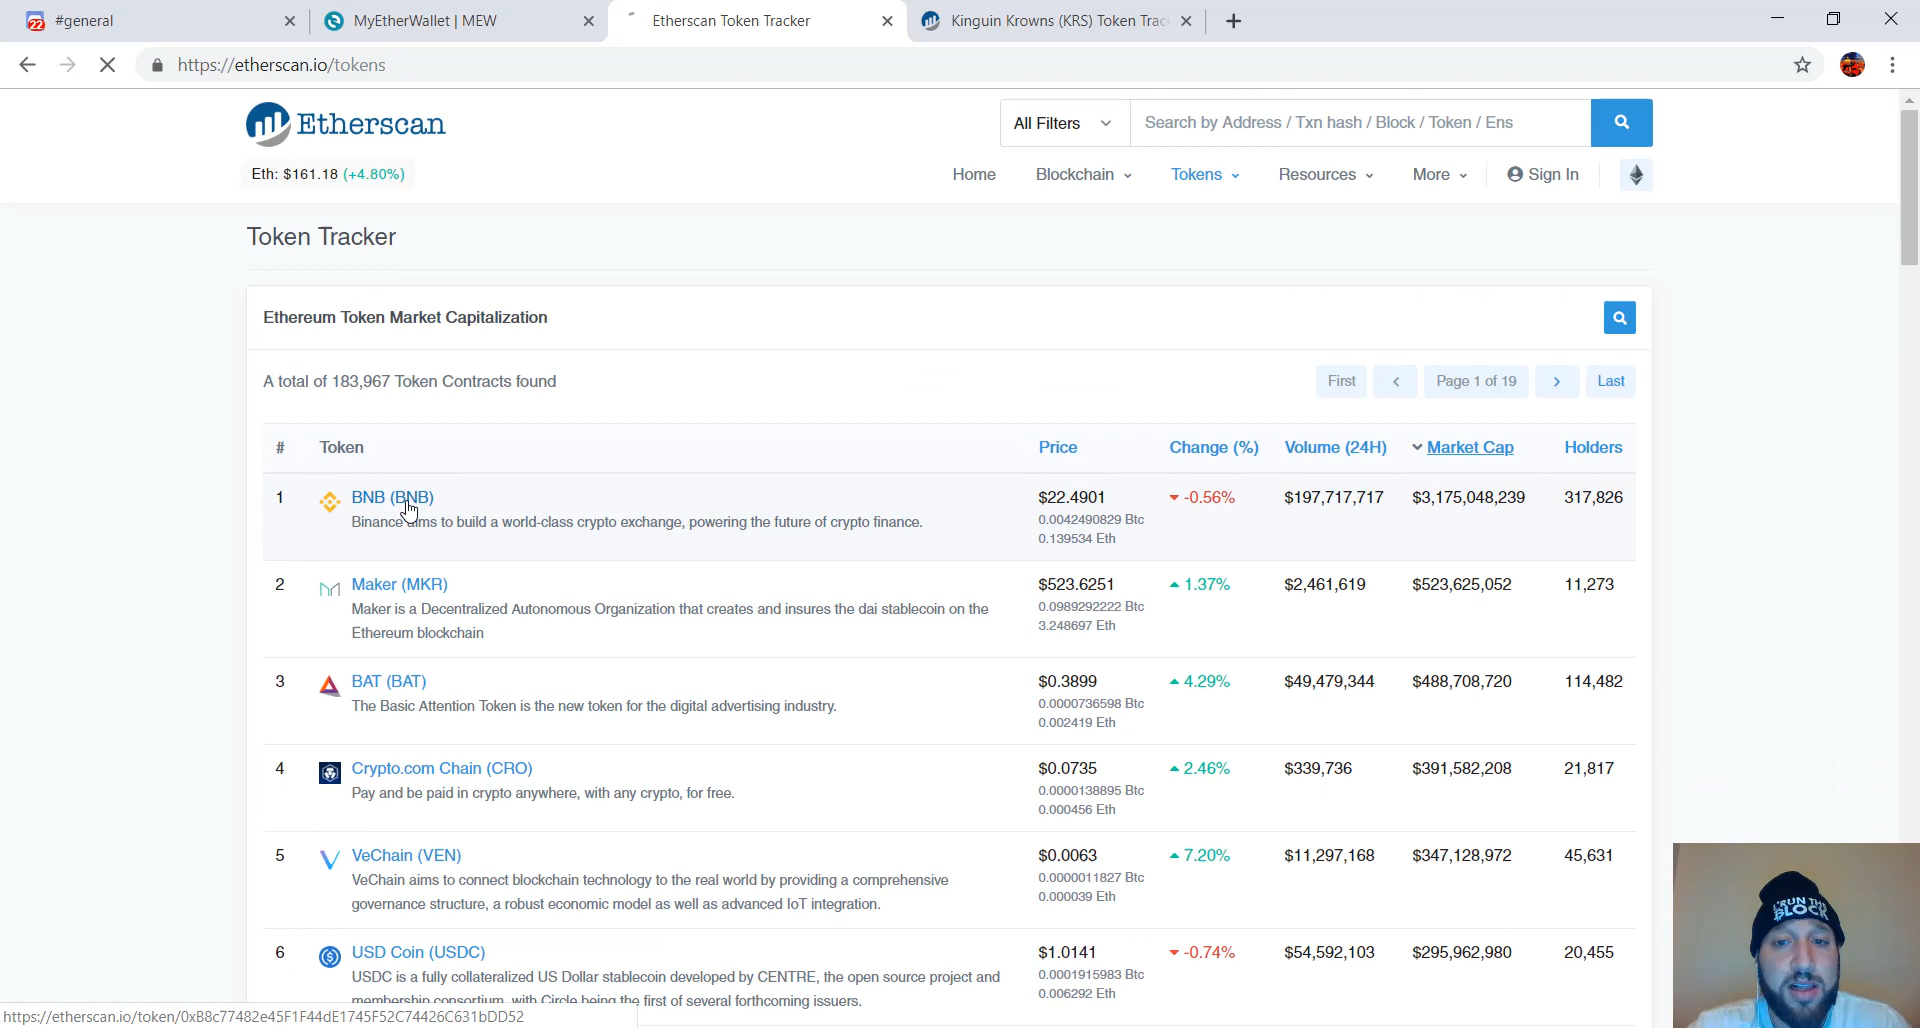 22 #general
MyEtherWallet | MEW
Etherscan Token Tracker
Kinguin Krowns (KRS) Token Trac
https://etherscan.io/tokens
Etherscan
All Filters
Search by Address / Txn hash / Block / Token / Ens
Eth: $161.18 (+4.80%)
Home Blockchain Tokens Resources More Sign In
Token Tracker
Ethereum Token Market Capitalization
A total of 183,967 Token Contracts found
First Page 1 of 19 Last
# Token Price Change (%) Volume (24H) Market Cap Holders
1 BNB (BNB) $22.4901 -0.56% $197,717,717 $3,175,048,239 317,826
Binance aims to build a world-class crypto exchange, powering the future of crypto finance.
0.0042490829 Btc
0.139534 Eth
2 Maker (MKR) $523.6251 1.37% $2,461,619 $523,625,052 11,273
Maker is a Decentralized Autonomous Organization that creates and insures the dai stablecoin on the
0.0989292222 Btc
Ethereum blockchain
3.248697 Eth
3 BAT (BAT) $0.3899 4.29% $49,479,344 $488,708,720 114,482
The Basic Attention Token is the new token for the digital advertising industry.
0.0000736598 Btc
0.002419 Eth
4 Crypto.com Chain (CRO) $0.0735 2.46% $339,736 $391,582,208 21,817
Pay and be paid in crypto anywhere, with any crypto, for free.
0.0000138895 Btc
0.000456 Eth
5 VeChain (VEN) $0.0063 7.20% $11,297,168 $347,128,972 45,631
VeChain aims to connect blockchain technology to the real world by providing a comprehensive
0.0000011827 Btc
governance structure, a robust economic model as well as advanced IoT integration.
0.000039 Eth
6 USD Coin (USDC) $1.0141 -0.74% $54,592,103 $295,962,980 20,455
USDC is a fully collateralized US Dollar stablecoin developed by CENTRE, the open source project and
0.0001915983 Btc
membership consortium, with Circle being the first of several forthcoming issuers.
0.006292 Eth
https://etherscan.io/token/0xB8c77482e45F1F44dE1745F52C74426C631bDD52
I RUN THE
BLOCK